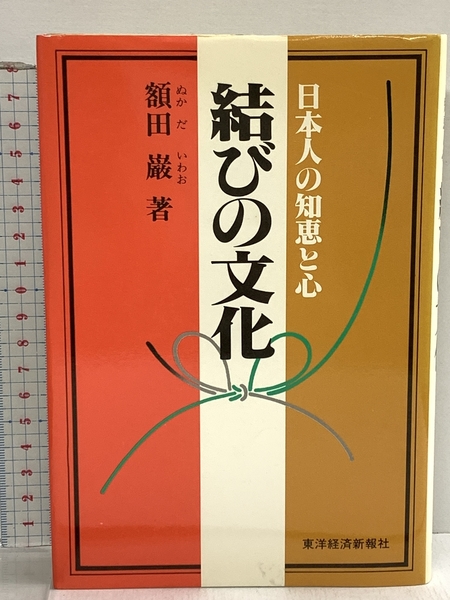 日本人の知恵と心
結びの文化
ぬかだ いわお
額田 巌 著
東洋経済新報社